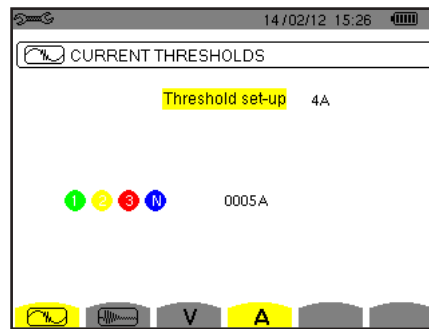 14/02/12 15:26
CURRENT THRESHOLDS
Threshold set-up 4A
1 2 3 N 0005A
V A